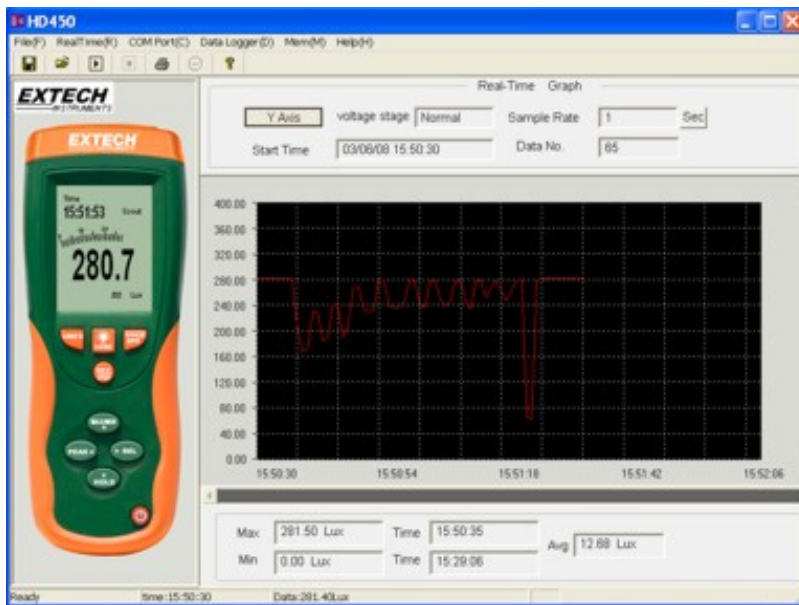 HD450
File(F) RealTime(R) COM Port(C) Data Logger(D) Mem(M) Help(H)
EXTECH
INSTRUMENTS
EXTECH
Time
15:51:53
280.7
Lux
PEAK
HOLD
Real-Time Graph
Y Axis voltage stage Normal Sample Rate 1 Sec
Start Time 03/06/08 15:50:30 Data No. 65
400.00
360.00
320.00
280.00
240.00
200.00
160.00
120.00
80.00
40.00
0.00
15:50:30 15:50:54 15:51:18 15:51:42 15:52:06
Max 281.50 Lux Time 15:50:35
Min 0.00 Lux Time 15:29:06
Avg 12.68 Lux
Ready time:15:50:30 Data:281.40Lux